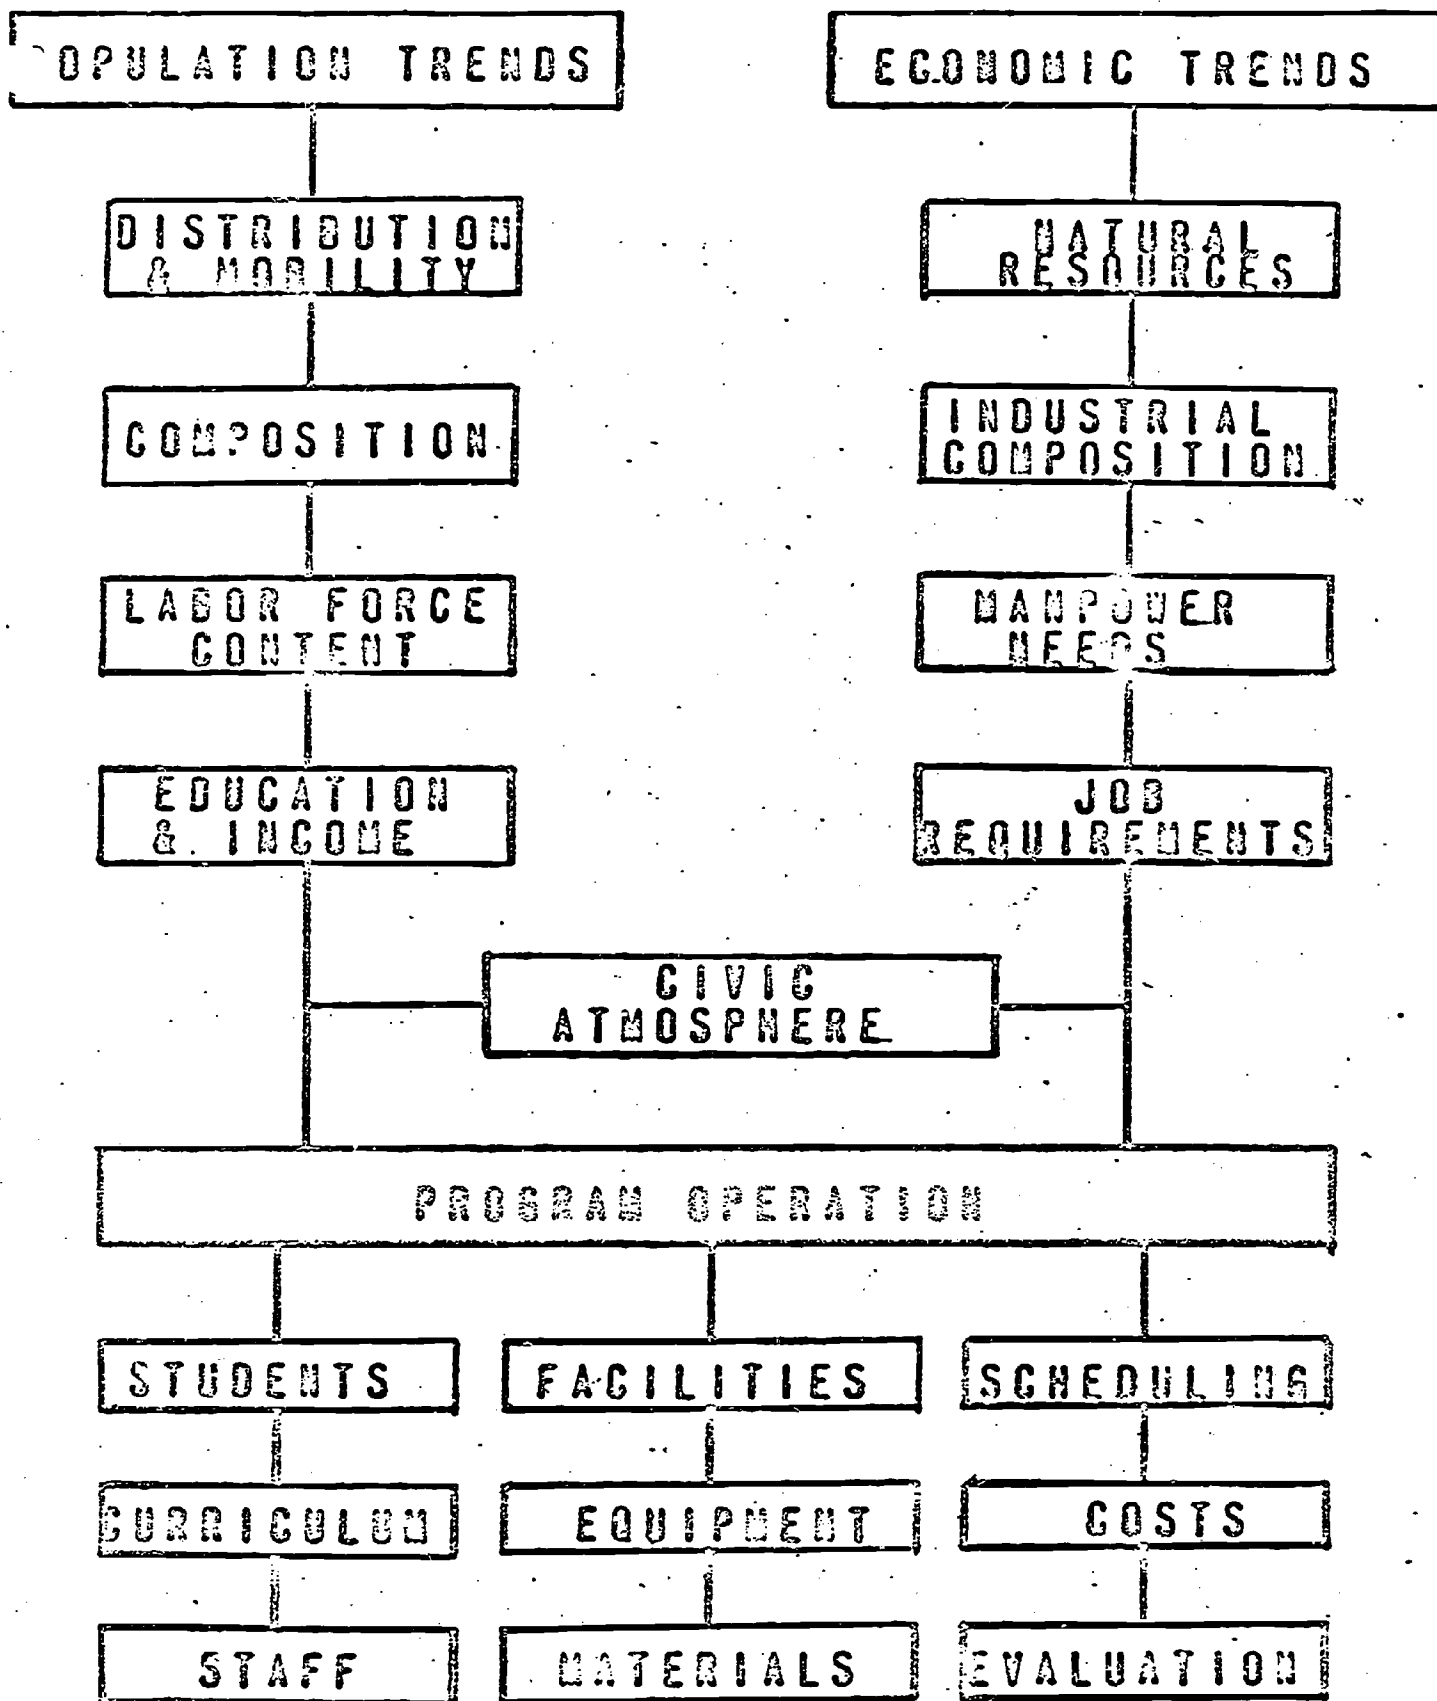 OPULATION TRENDS
ECONOMIC TRENDS
DISTRIBUTION
& MOBILITY
NATURAL
RESOURCES
COMPOSITION
INDUSTRIAL
COMPOSITION
LABOR FORCE
CONTENT
MANPOWER
NEEDS
EDUCATION
& INCOME
JOB
REQUIREMENTS
CIVIC
ATMOSPHERE
PROGRAM OPERATION
STUDENTS
FACILITIES
SCHEDULING
CURRICULUM
EQUIPMENT
COSTS
STAFF
MATERIALS
EVALUATION